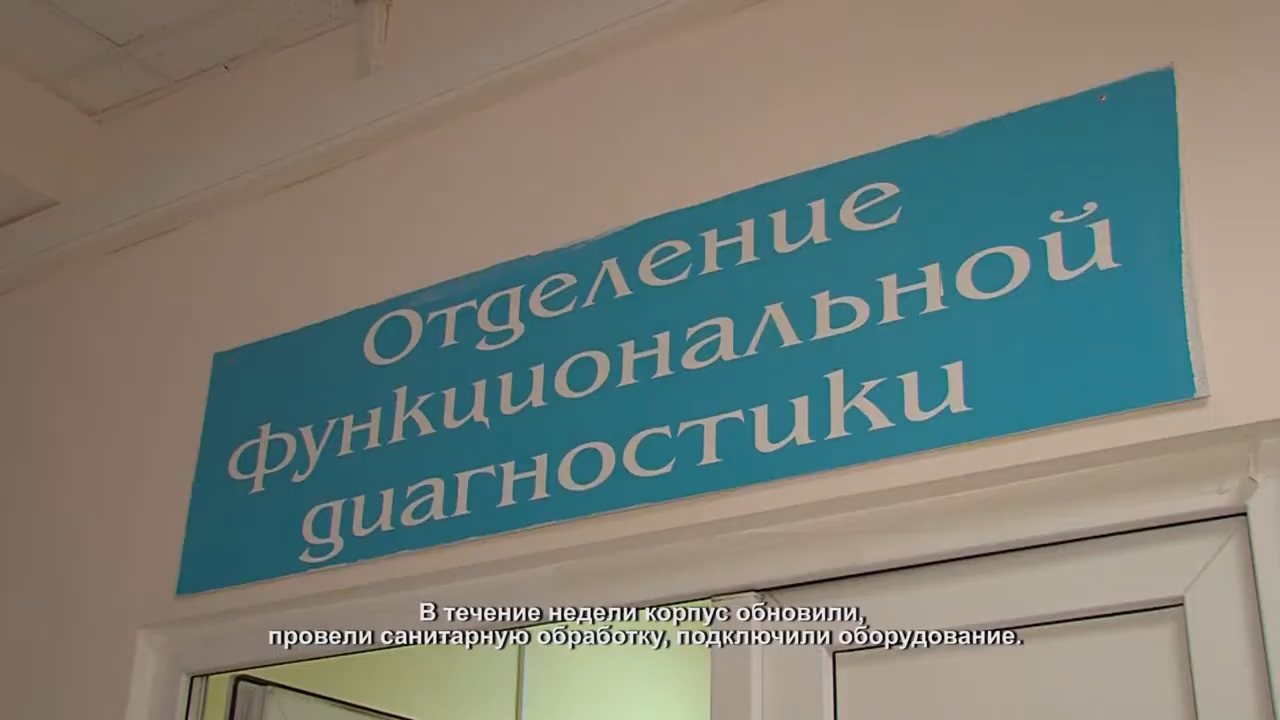 Отделение
функциональной
диагностики
В течение недели корпус обновили,
провели санитарную обработку, подключили оборудование.